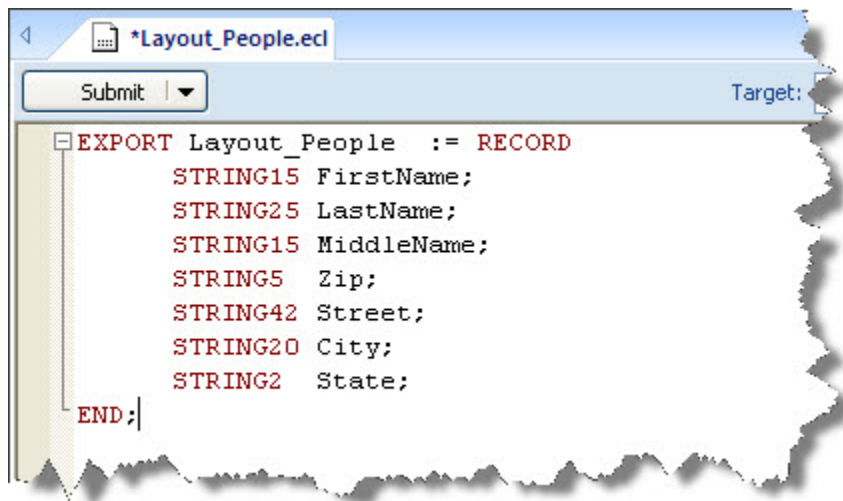 *Layout_People.ecl
Submit Target:
EXPORT Layout_People := RECORD
STRING15 FirstName;
STRING25 LastName;
STRING15 MiddleName;
STRING5 Zip;
STRING42 Street;
STRING20 City;
STRING2 State;
END;